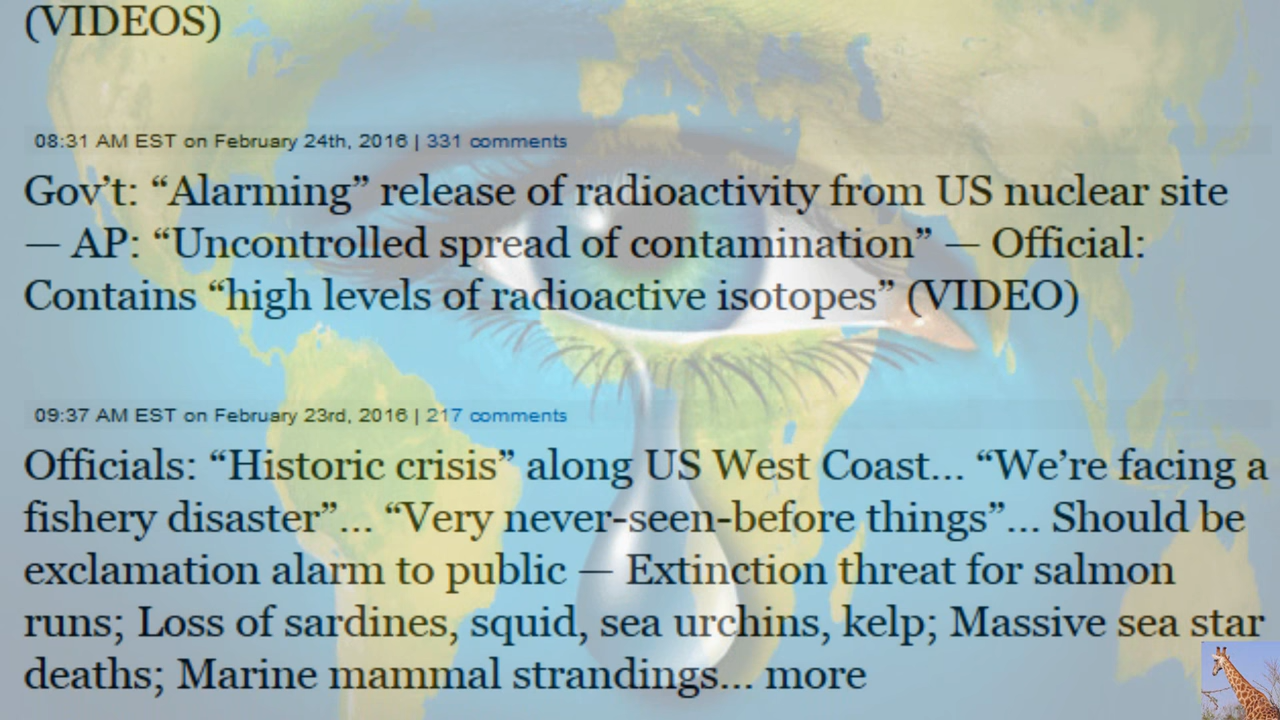 (VIDEOS)
08:31 AM EST on February 24th, 2016 | 331 comments
Gov’t: “Alarming” release of radioactivity from US nuclear site
— AP: “Uncontrolled spread of contamination” — Official:
Contains “high levels of radioactive isotopes” (VIDEO)
09:37 AM EST on February 23rd, 2016 | 217 comments
Officials: “Historic crisis” along US West Coast... “We’re facing a
fishery disaster”... “Very never-seen-before things”... Should be
exclamation alarm to public — Extinction threat for salmon
runs; Loss of sardines, squid, sea urchins, kelp; Massive sea star
deaths; Marine mammal strandings... more